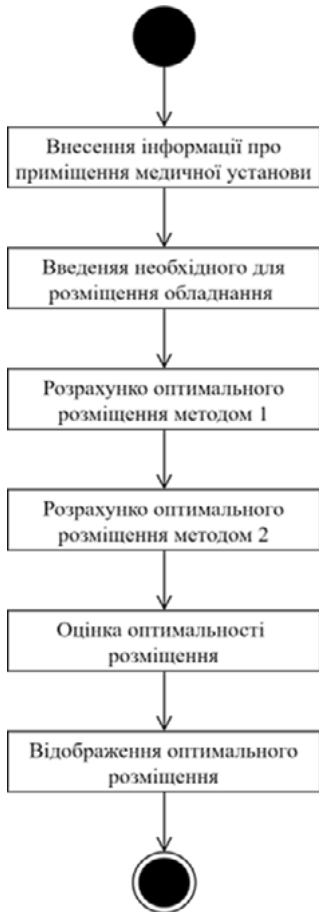 Внесення інформації про
приміщення медичної установи
Введеняя необхідного для
розміщення обладнання
Розрахунко оптимального
розміщення методом 1
Розрахунко оптимального
розміщення методом 2
Оцінка оптимальності
розміщення
Відображення оптимального
розміщення